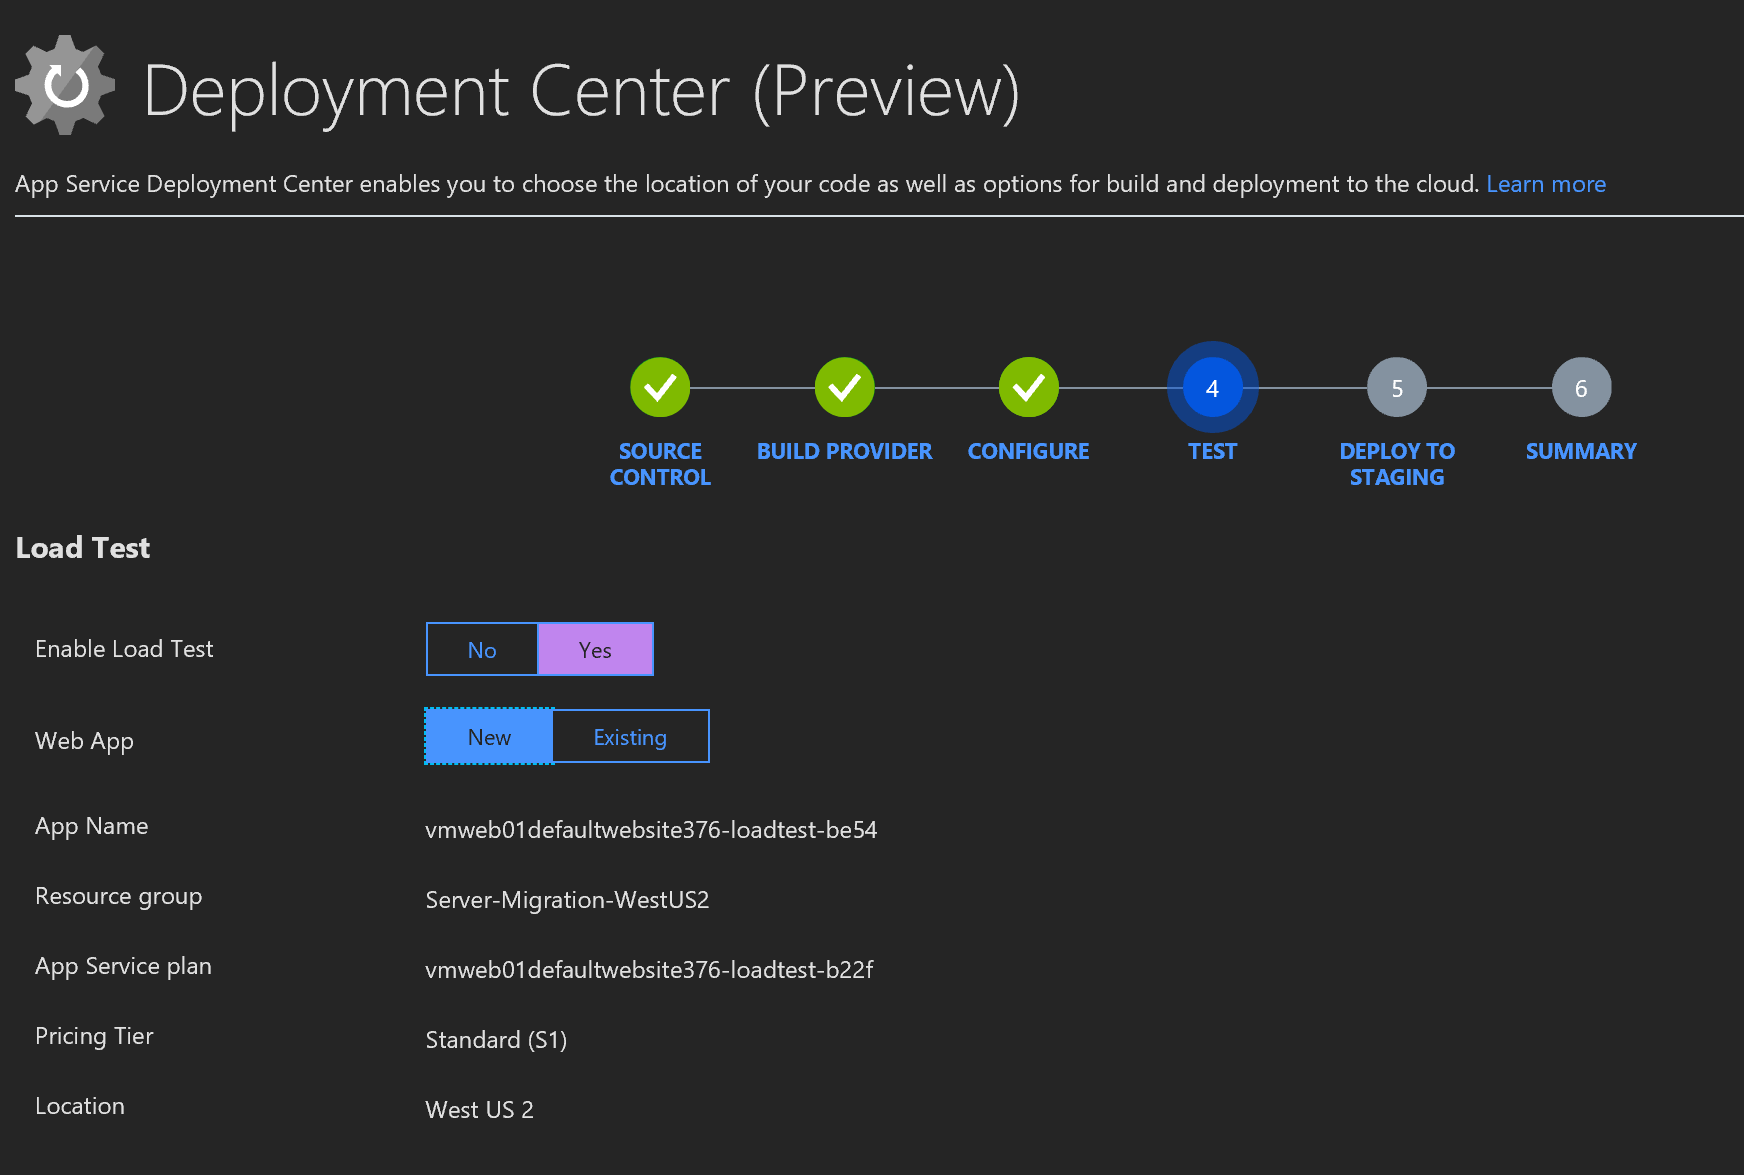 Deployment Center (Preview)
App Service Deployment Center enables you to choose the location of your code as well as options for build and deployment to the cloud. Learn more
4
5
6
SOURCE CONTROL
BUILD PROVIDER
CONFIGURE
TEST
DEPLOY TO STAGING
SUMMARY
Load Test
Enable Load Test No Yes
Web App New Existing
App Name vmweb01defaultwebsite376-loadtest-be54
Resource group Server-Migration-WestUS2
App Service plan vmweb01defaultwebsite376-loadtest-b22f
Pricing Tier Standard (S1)
Location West US 2